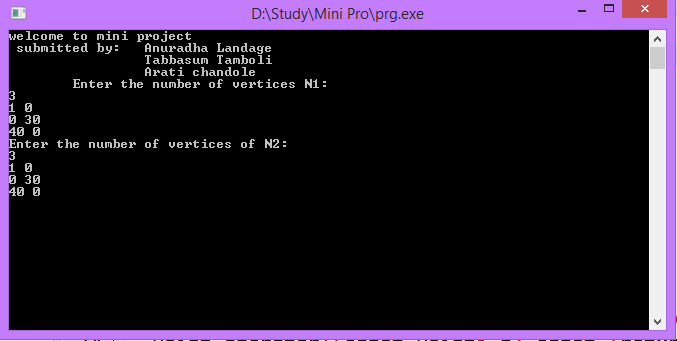 D:\Study\Mini Pro\prg.exe
welcome to mini project
submitted by: Anuradha Landage
Tabbasum Tamboli
Arati chandole
Enter the number of vertices N1:
3
1 0
0 30
40 0
Enter the number of vertices of N2:
3
1 0
0 30
40 0